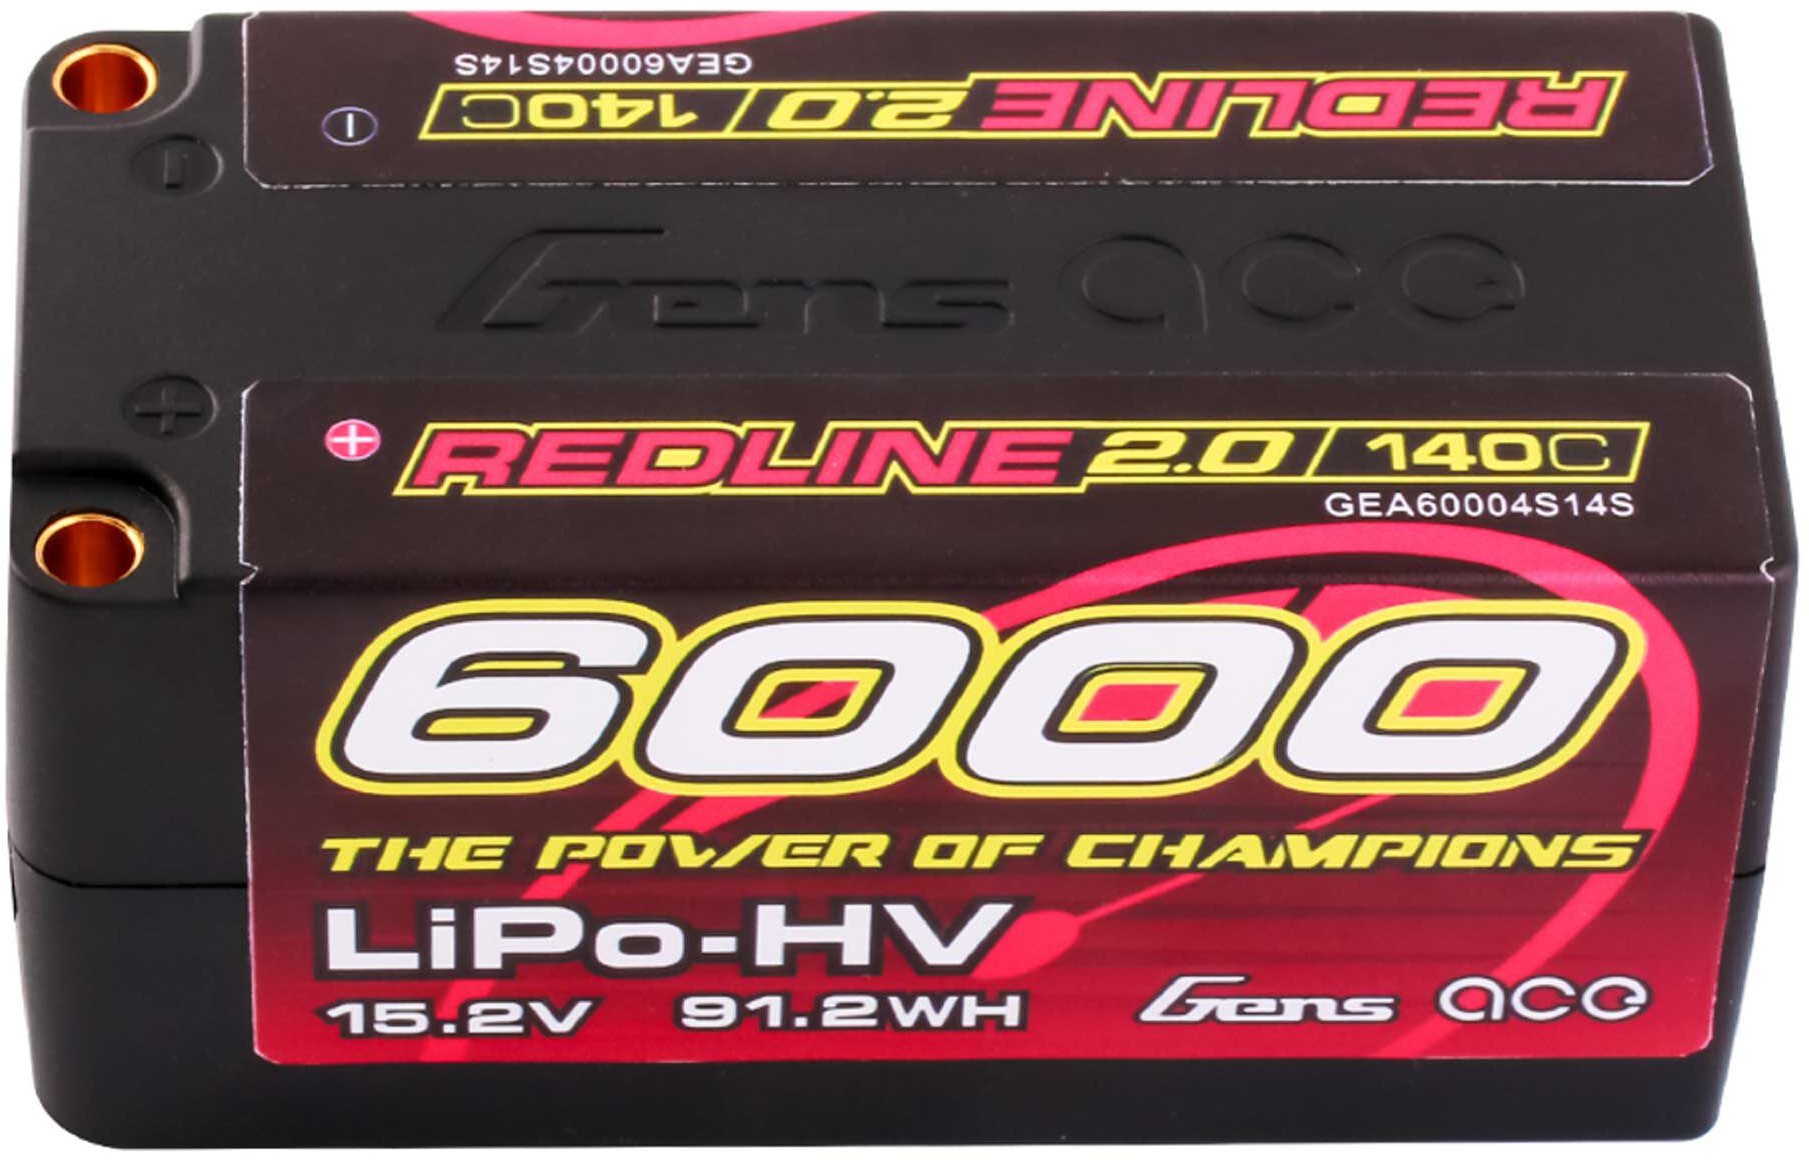 GEA60004S14S
REDLINE 2.0 / 140C
Gens ace
REDLINE 2.0 / 140C
GEA60004S14S
6000
THE POWER OF CHAMPIONS
LiPo-HV
15.2V 91.2WH
Gens ace